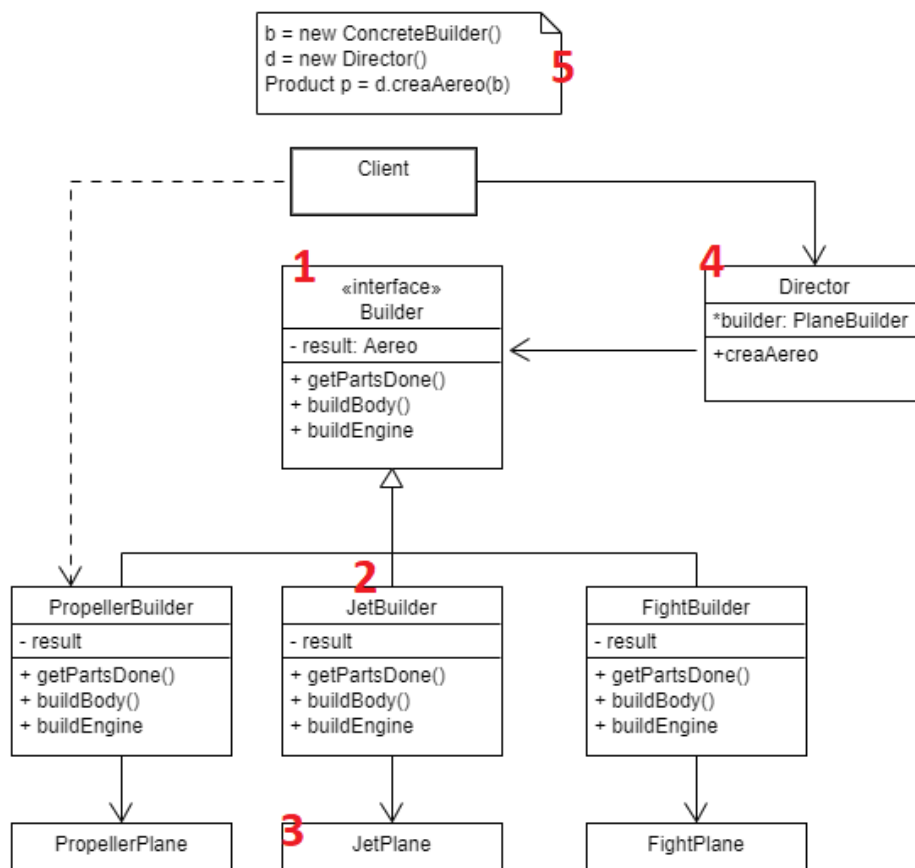 b = new ConcreteBuilder()
d = new Director()
Product p = d.creaAereo(b)
5
Client
1
«interface»
Builder
- result: Aereo
+ getPartsDone()
+ buildBody()
+ buildEngine
4
Director
*builder: PlaneBuilder
+creaAereo
PropellerBuilder
- result
+ getPartsDone()
+ buildBody()
+ buildEngine
2
JetBuilder
- result
+ getPartsDone()
+ buildBody()
+ buildEngine
FightBuilder
- result
+ getPartsDone()
+ buildBody()
+ buildEngine
PropellerPlane
3
JetPlane
FightPlane